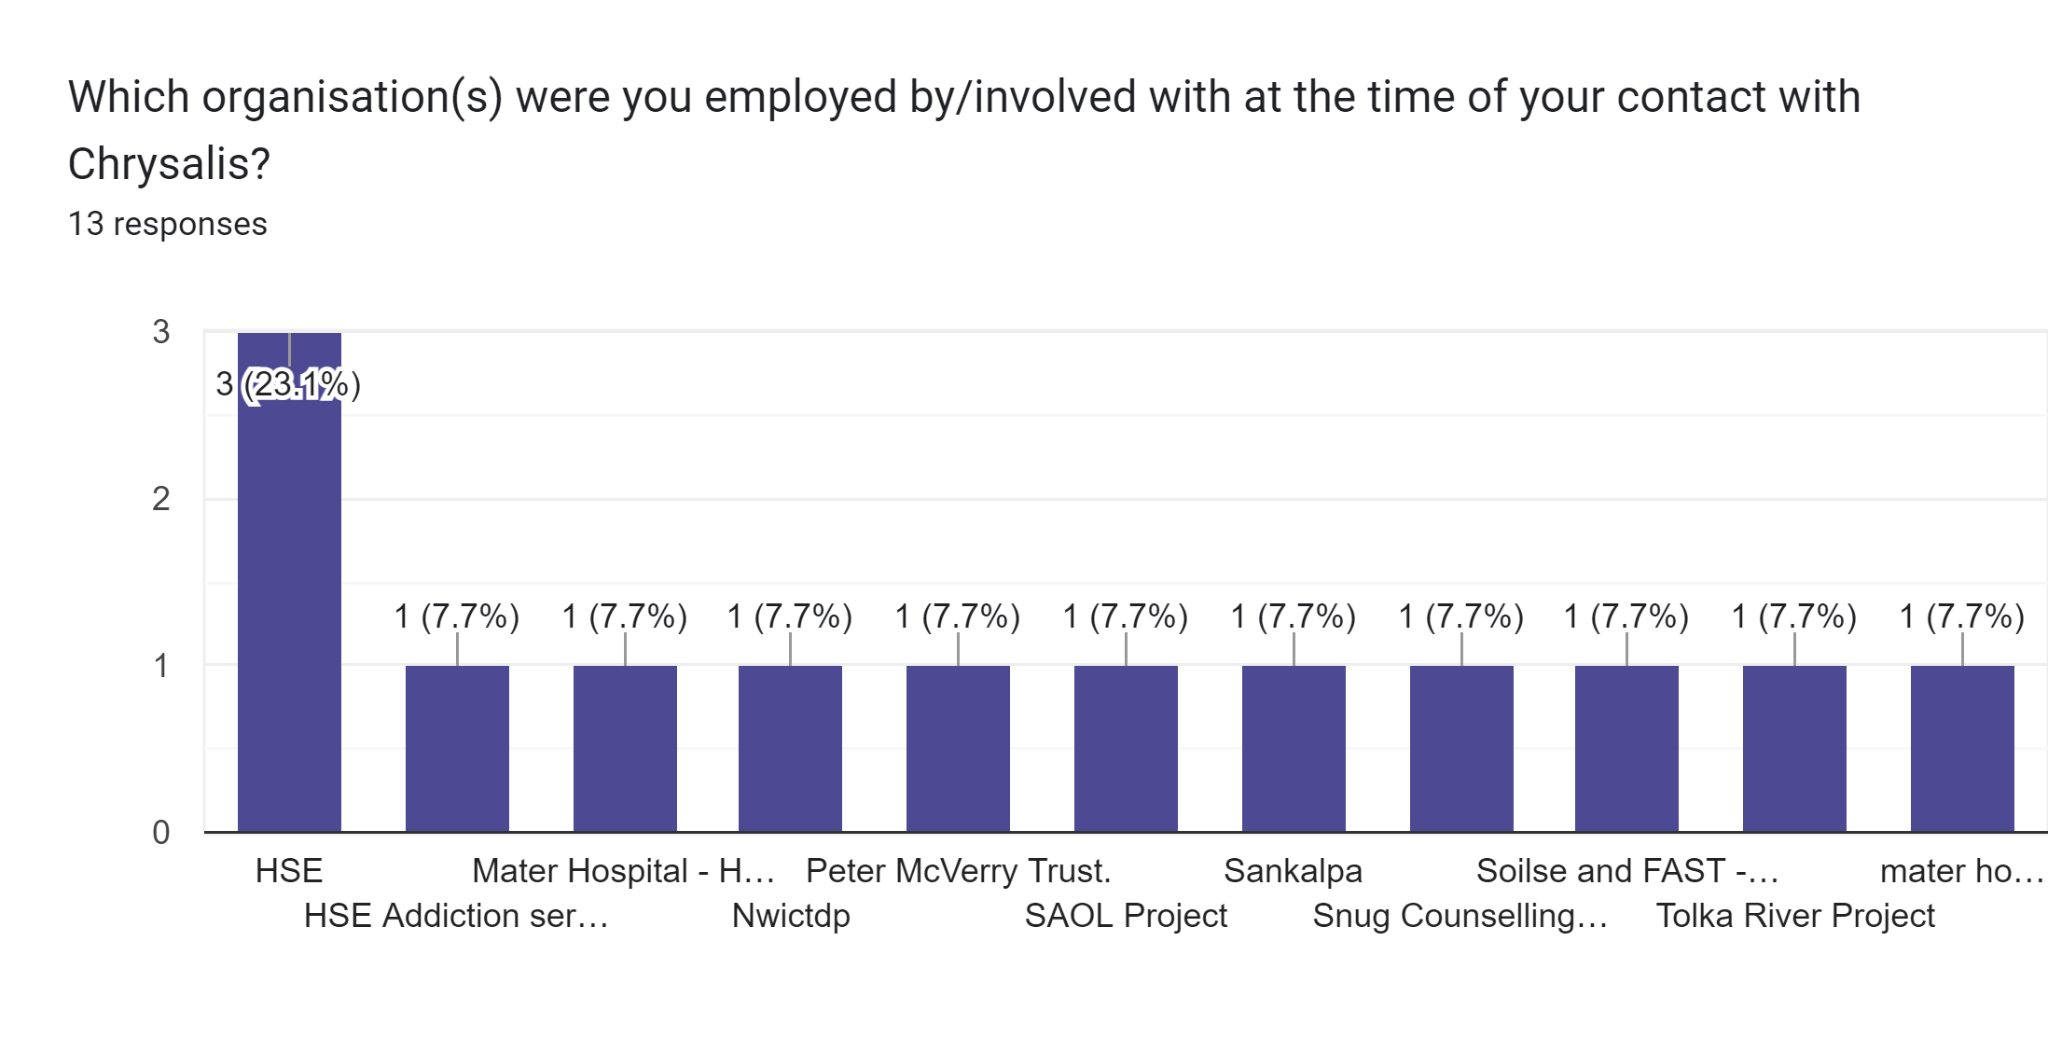 Which organisation(s) were you employed by/involved with at the time of your contact with
Chrysalis?
13 responses
3
2
1
0
3 (23.1%)
1 (7.7%)
1 (7.7%)
1 (7.7%)
1 (7.7%)
1 (7.7%)
1 (7.7%)
1 (7.7%)
1 (7.7%)
1 (7.7%)
1 (7.7%)
HSE
HSE Addiction ser…
Mater Hospital - H…
Nwictdp
Peter McVerry Trust.
SAOL Project
Sankalpa
Snug Counselling…
Soilse and FAST -…
Tolka River Project
mater ho…